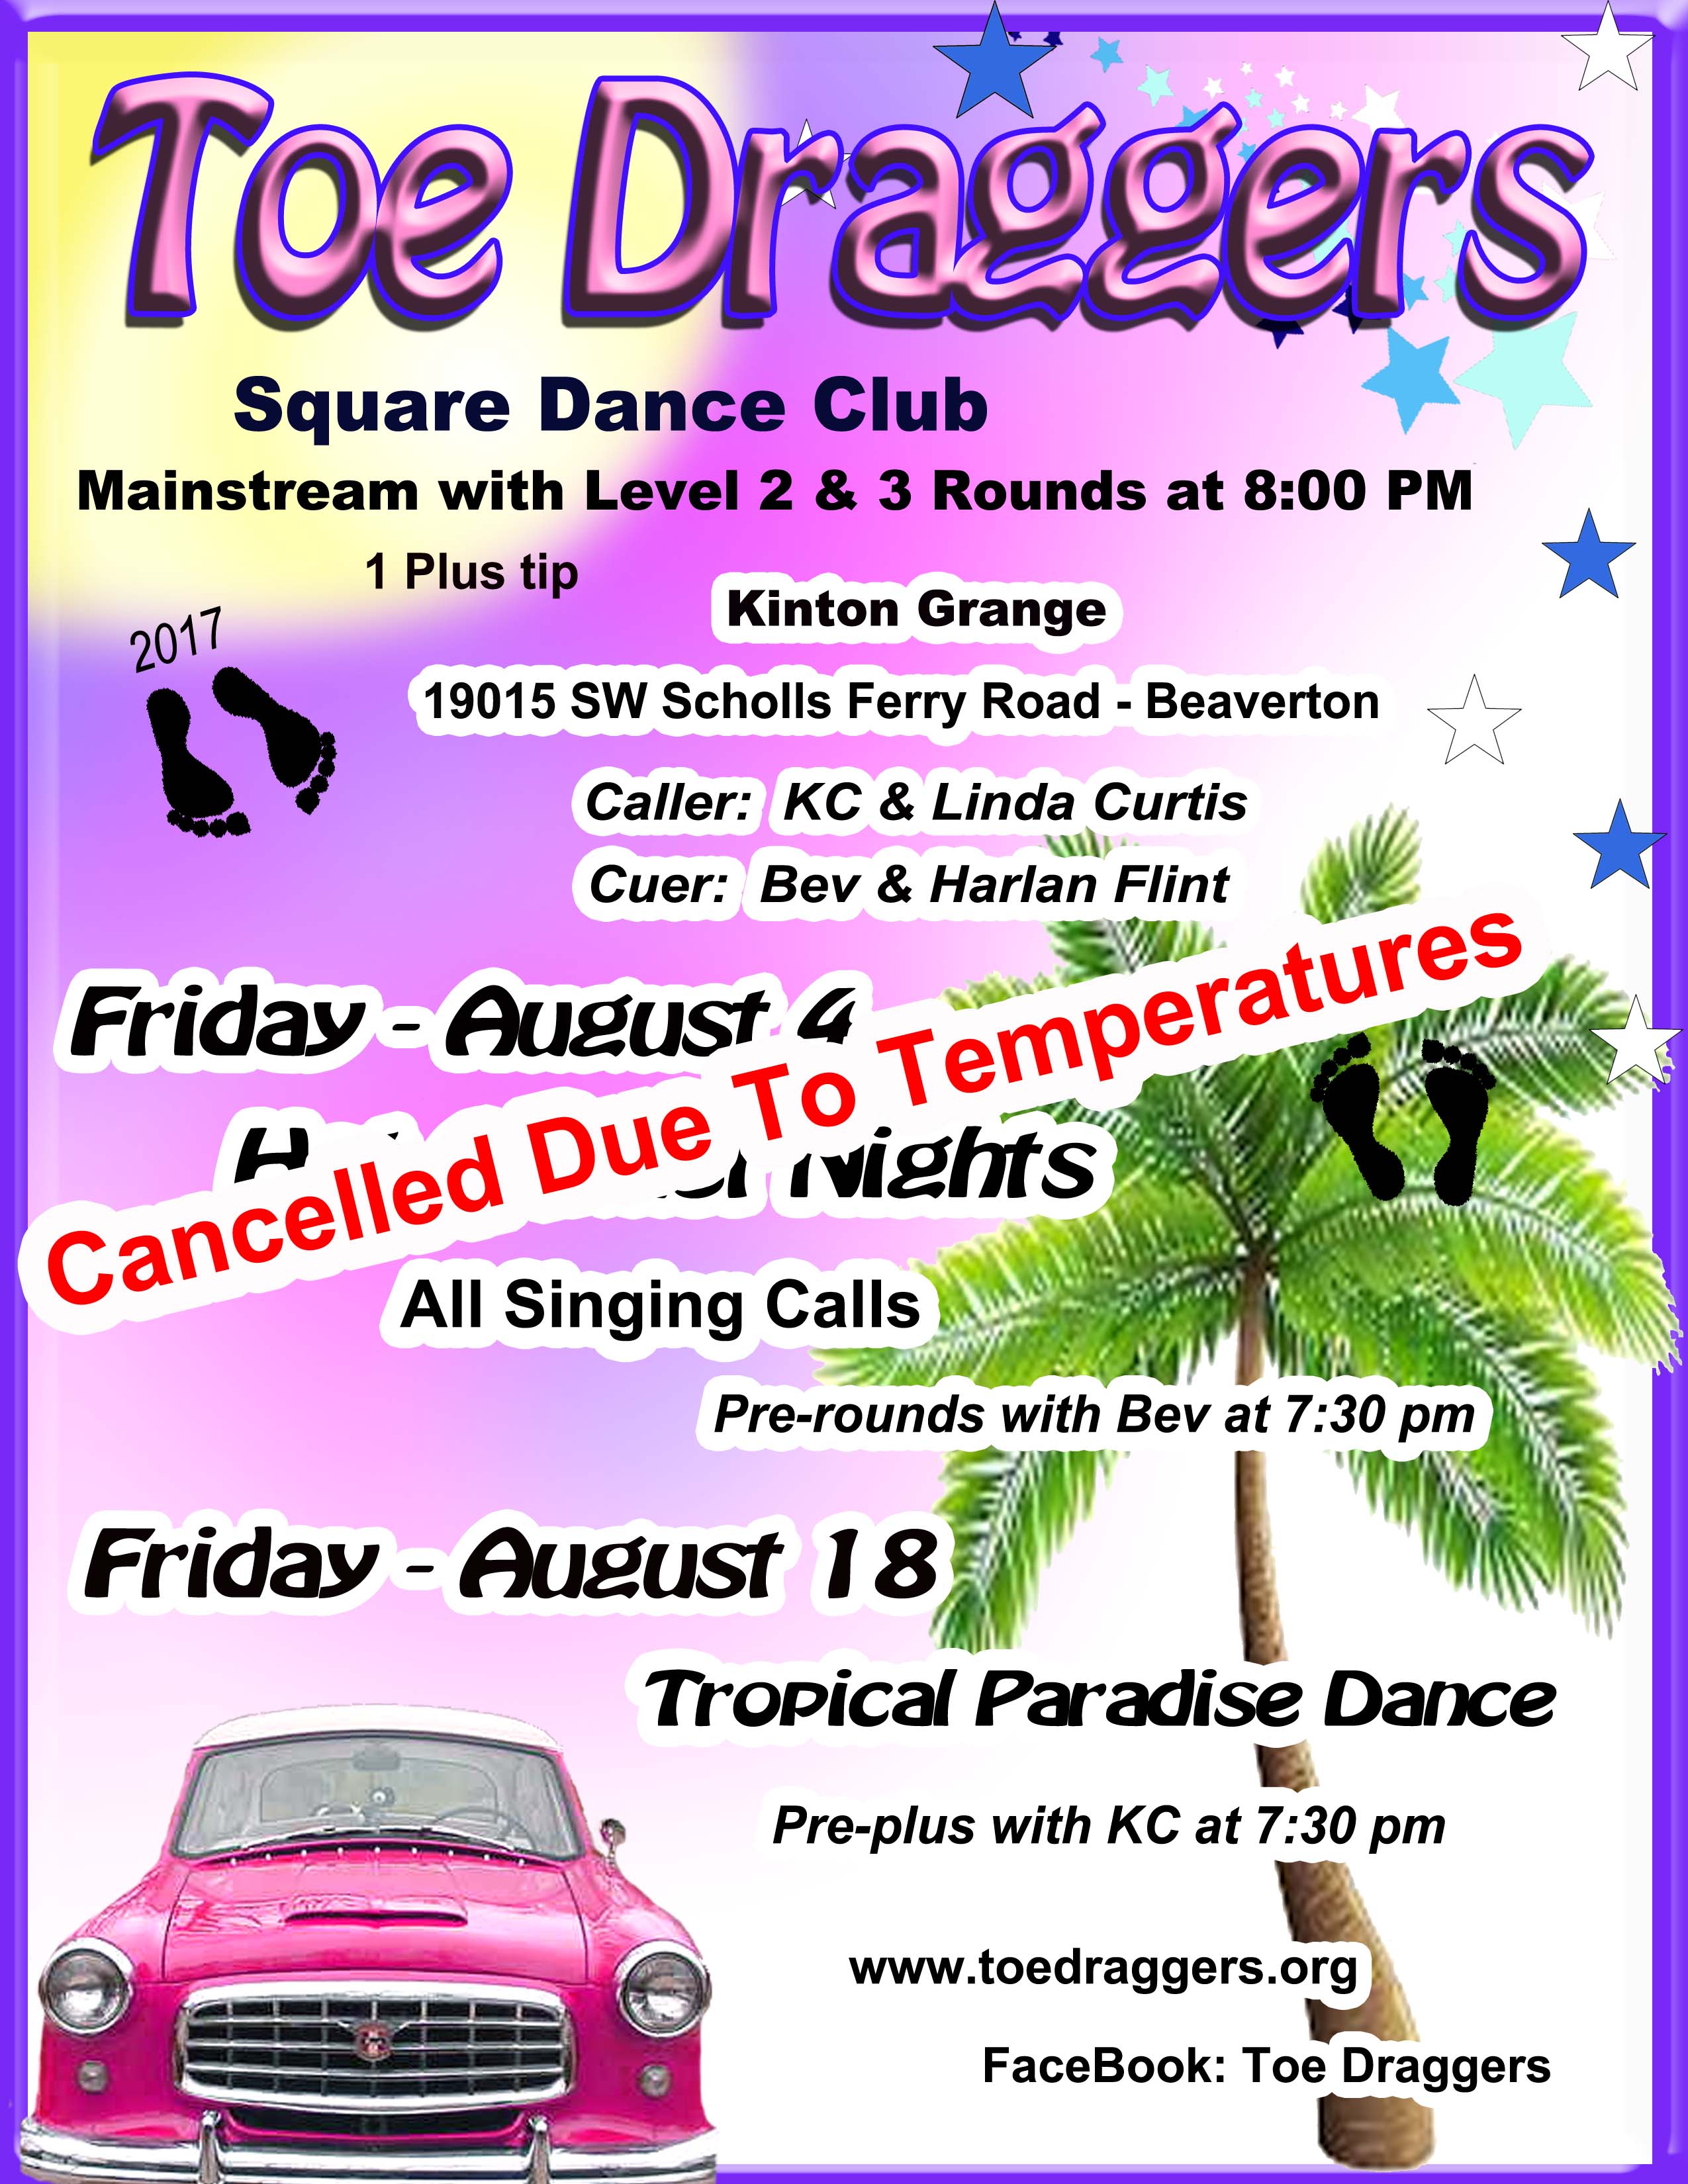 Toe Draggers
Square Dance Club
Mainstream with Level 2 & 3 Rounds at 8:00 PM
1 Plus tip
2017
Kinton Grange
19015 SW Scholls Ferry Road - Beaverton
Caller: KC & Linda Curtis
Cuer: Bev & Harlan Flint
Friday - August 4
Cancelled Due To Temperatures
Nights
All Singing Calls
Pre-rounds with Bev at 7:30 pm
Friday - August 18
Tropical Paradise Dance
Pre-plus with KC at 7:30 pm
www.toedraggers.org
FaceBook: Toe Draggers